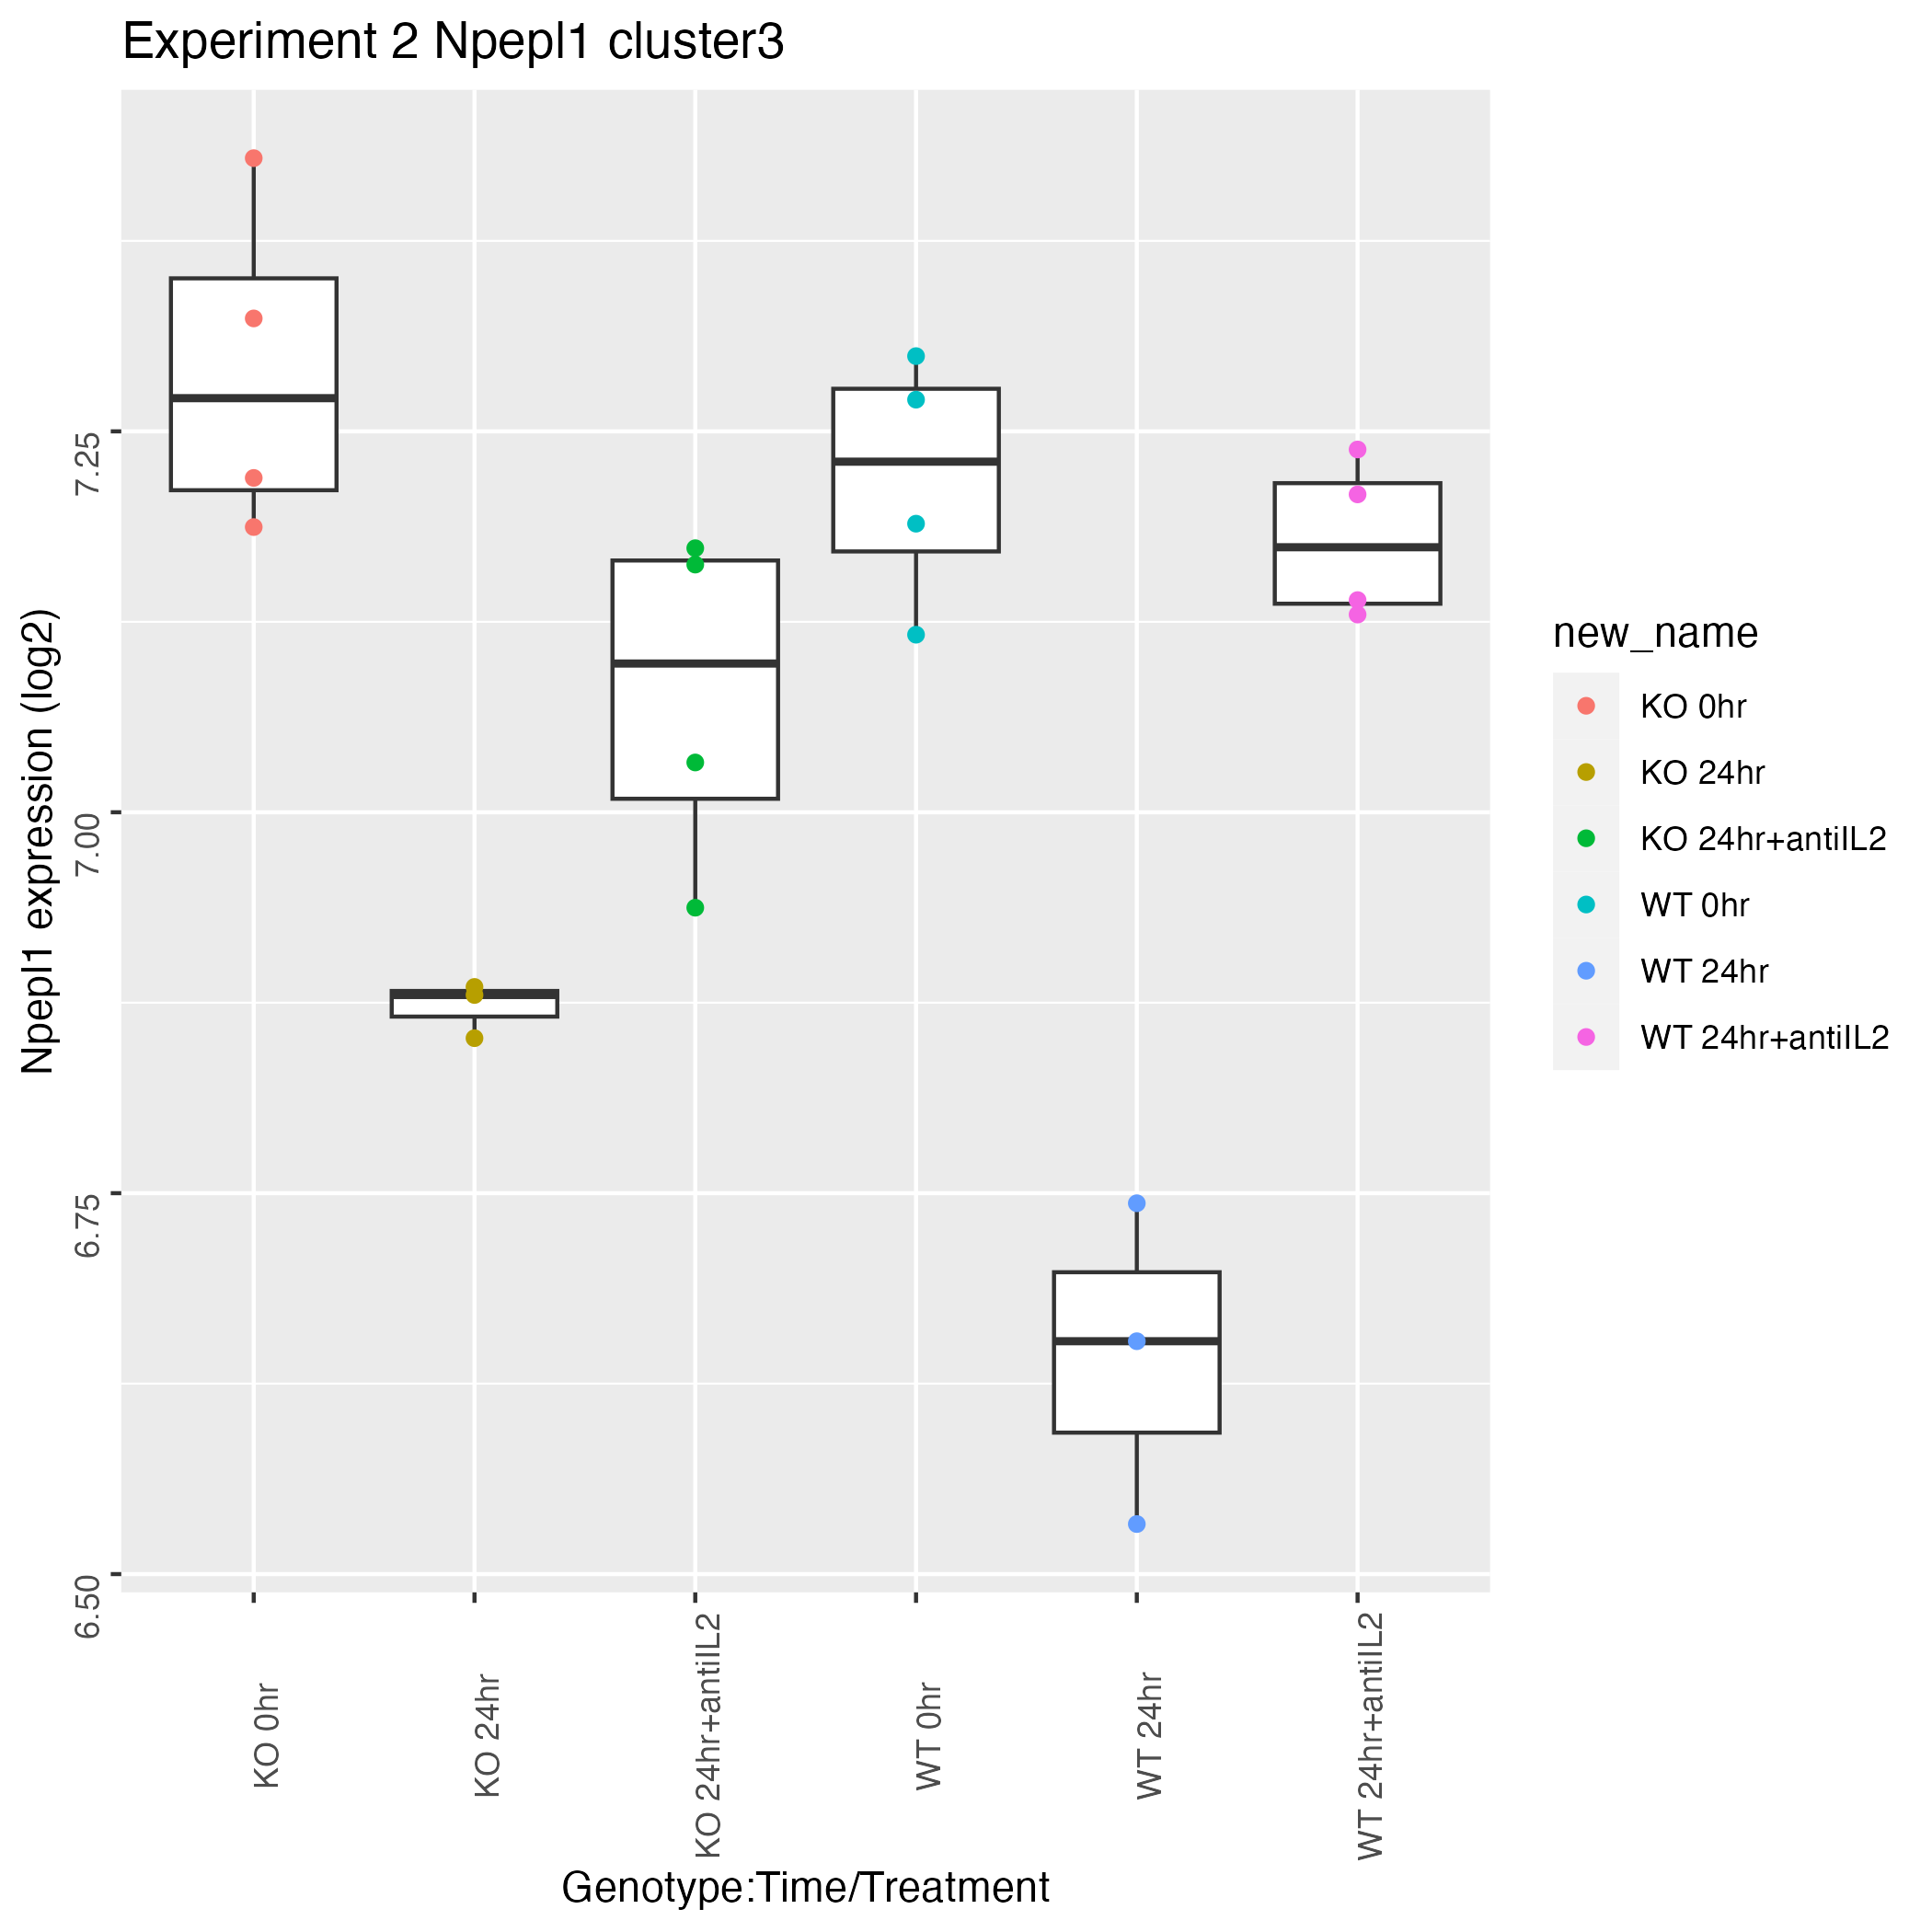 Experiment 2 Npepl1 cluster3
Npepl1 expression (log2)
7.25
7.00
6.75
6.50
KO 0hr
KO 24hr
KO 24hr+antiIL2
WT 0hr
WT 24hr
WT 24hr+antiIL2
Genotype:Time/Treatment
new_name
KO 0hr
KO 24hr
KO 24hr+antiIL2
WT 0hr
WT 24hr
WT 24hr+antiIL2